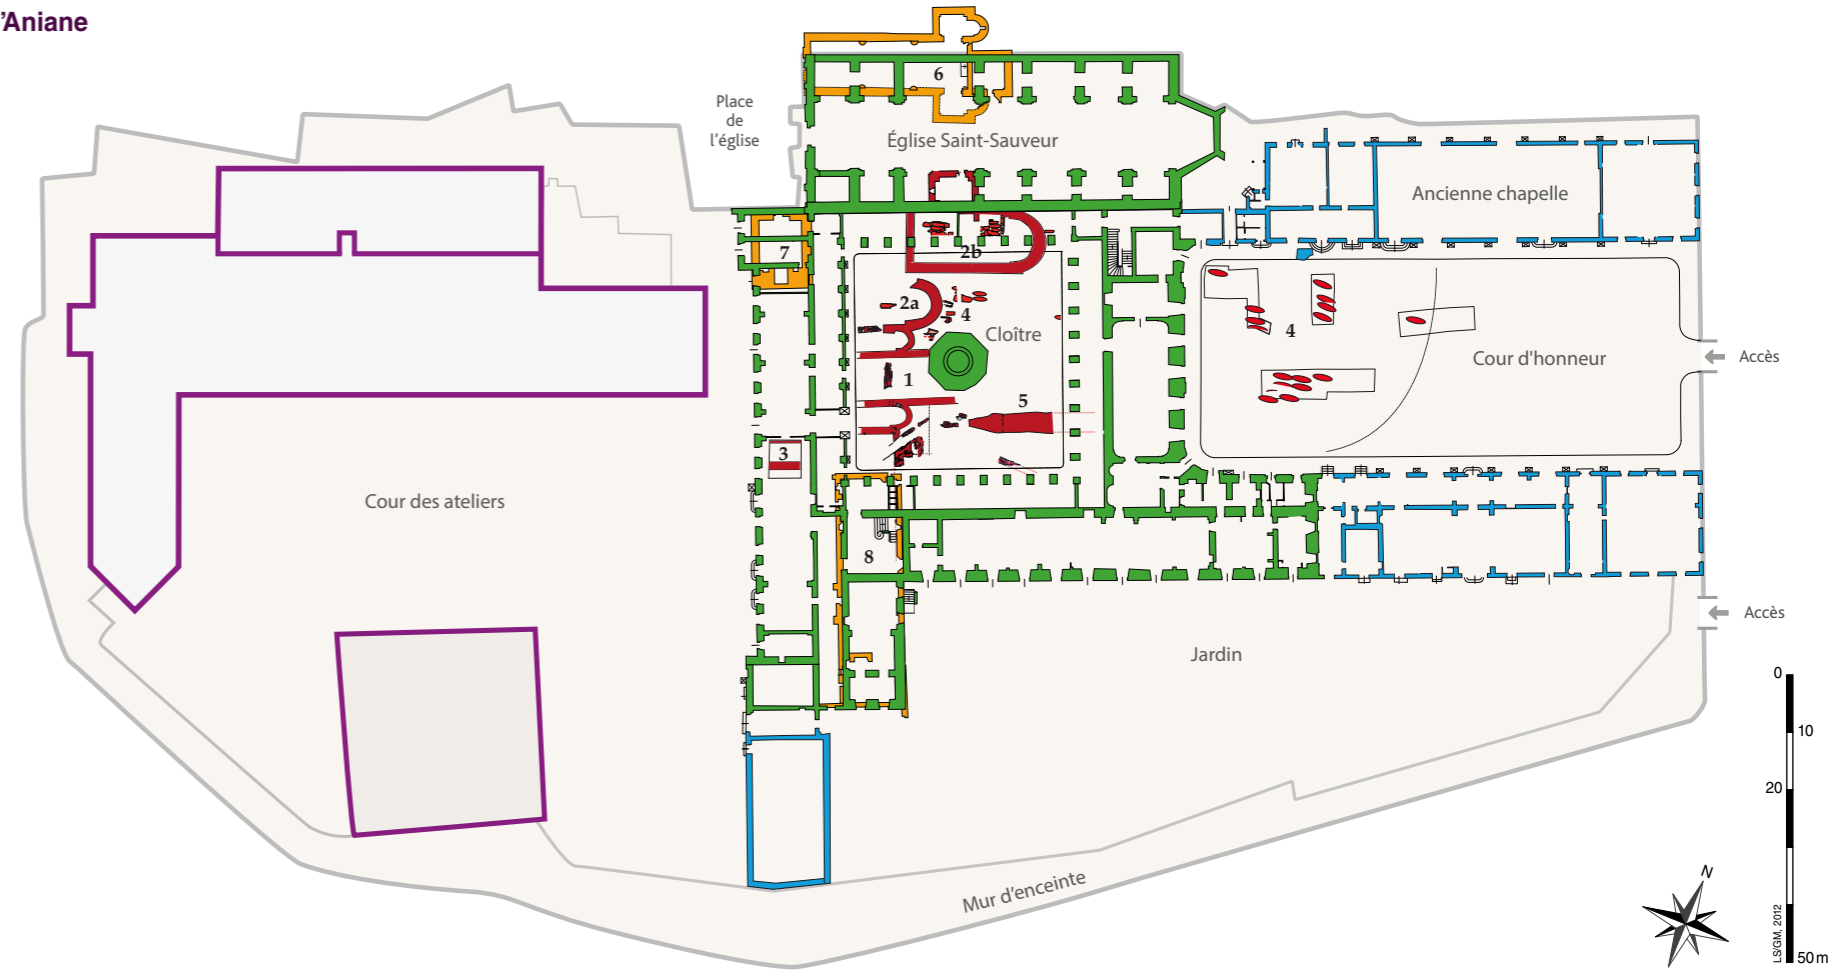 'Aniane
Place
de
l'église
6
Église Saint-Sauveur
Ancienne chapelle
7
2b
2a
4
Cloître
4
Cour d'honneur
Accès
1
5
3
Cour des ateliers
8
Accès
Jardin
Mur d'enceinte
0
10
20
50 m
N
LS/GM, 2012